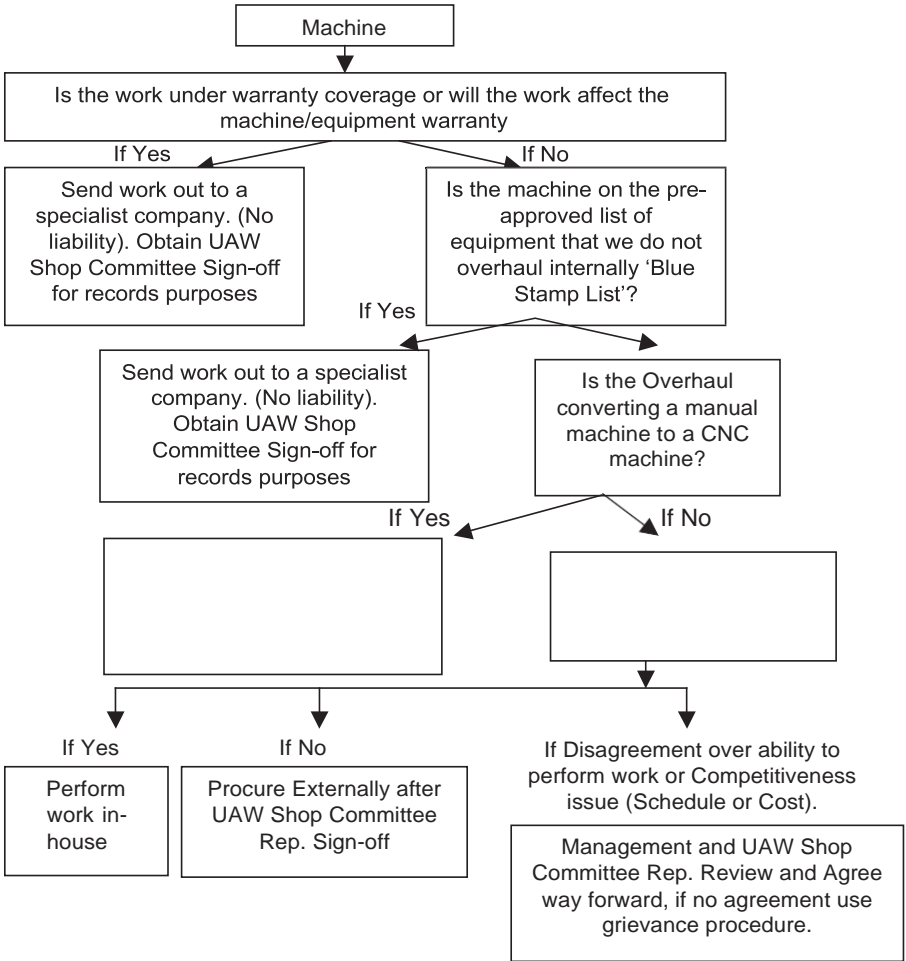 Machine
Is the work under warranty coverage or will the work affect the
machine/equipment warranty
If Yes
If No
Send work out to a
specialist company. (No
liability). Obtain UAW
Shop Committee Sign-off
for records purposes
Is the machine on the pre-
approved list of
equipment that we do not
overhaul internally ‘Blue
Stamp List’?
If Yes
Send work out to a specialist
company. (No liability).
Obtain UAW Shop
Committee Sign-off for
records purposes
Is the Overhaul
converting a manual
machine to a CNC
machine?
If Yes
If No
If Yes
Perform
work in-
house
If No
Procure Externally after
UAW Shop Committee
Rep. Sign-off
If Disagreement over ability to
perform work or Competitiveness
issue (Schedule or Cost).
Management and UAW Shop
Committee Rep. Review and Agree
way forward, if no agreement use
grievance procedure.